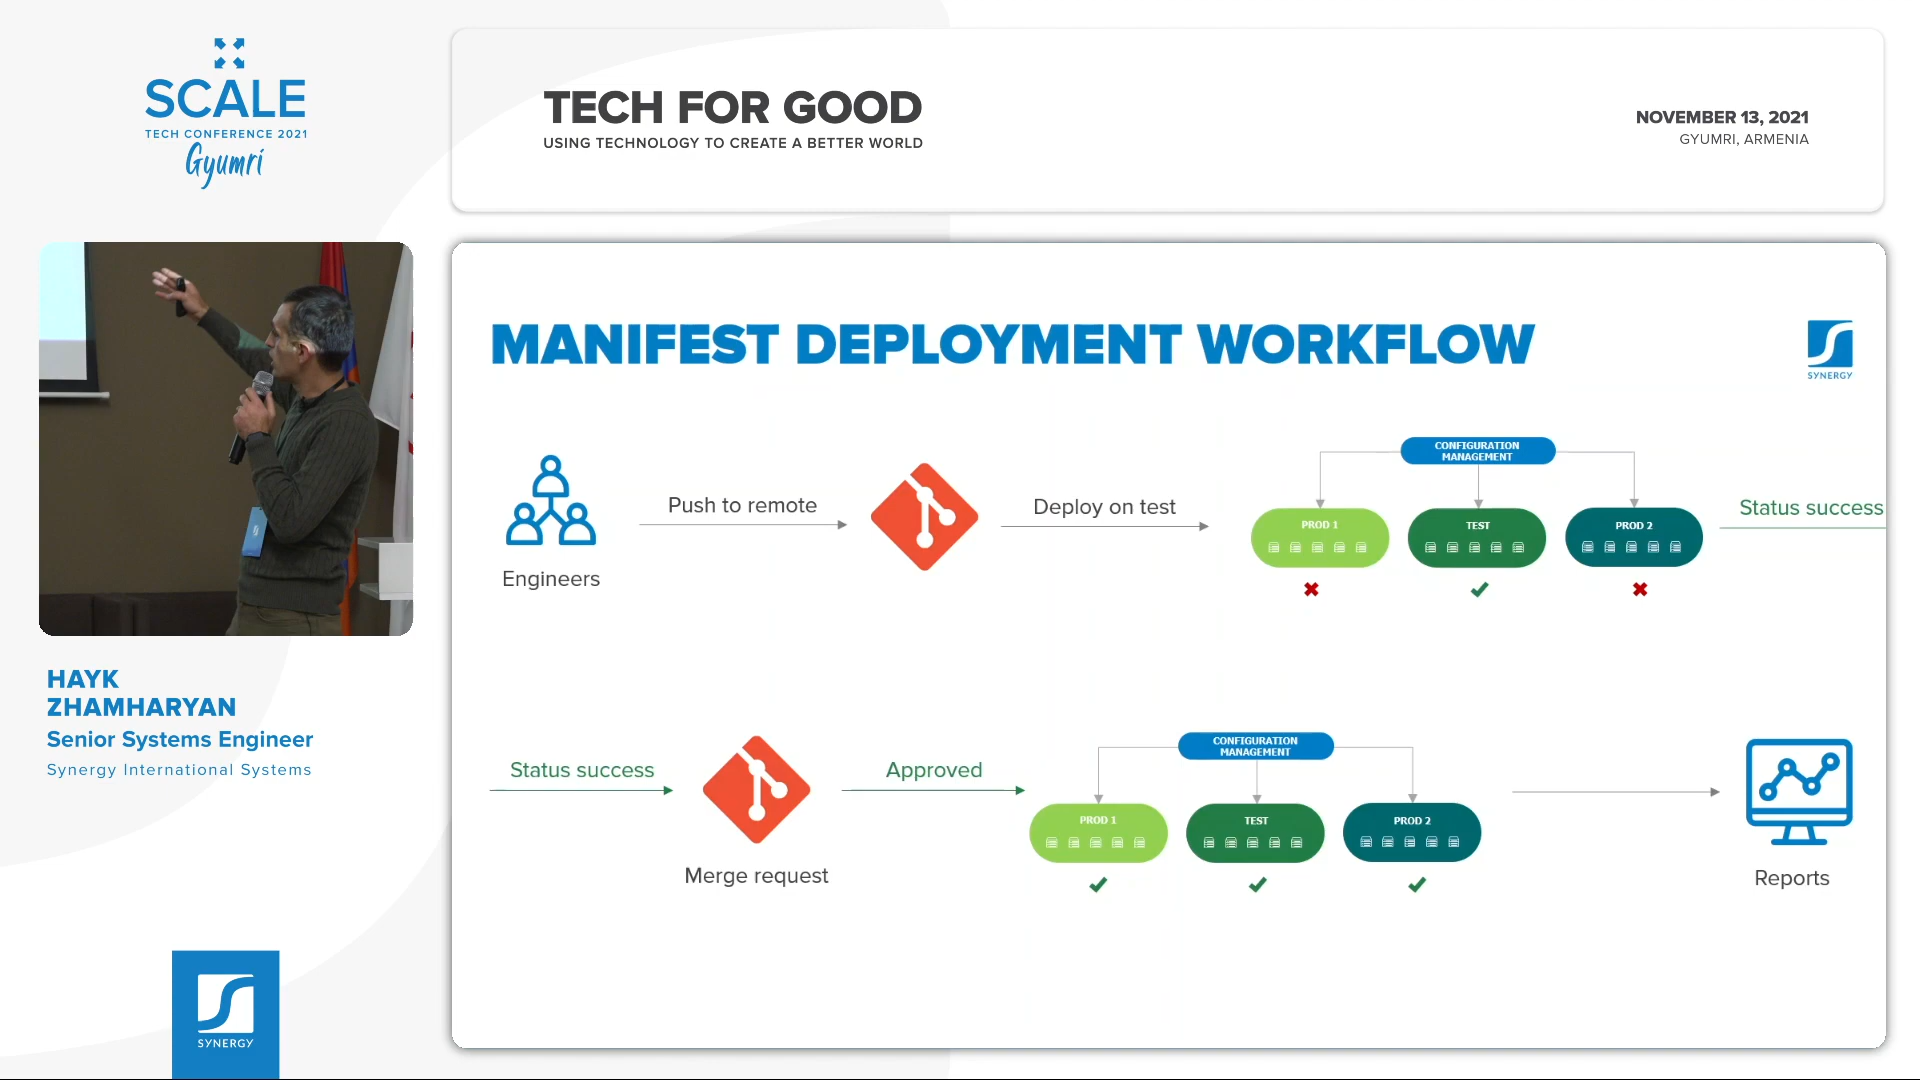 SCALE
TECH CONFERENCE 2021
Gyumri
TECH FOR GOOD
USING TECHNOLOGY TO CREATE A BETTER WORLD
NOVEMBER 13, 2021
GYUMRI, ARMENIA
HAYK
ZHAMHARYAN
Senior Systems Engineer
Synergy International Systems
SYNERGY
MANIFEST DEPLOYMENT WORKFLOW
SYNERGY
Engineers
Push to remote
Deploy on test
CONFIGURATION
MANAGEMENT
PROD 1
TEST
PROD 2
Status success
Status success
Merge request
Approved
CONFIGURATION
MANAGEMENT
PROD 1
TEST
PROD 2
Reports